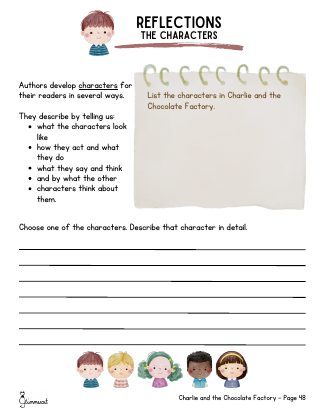 REFLECTIONS
THE CHARACTERS
Authors develop characters for
their readers in several ways.
They describe by telling us:
• what the characters look
like
• how they act and what
they do
• what they say and think
• and by what the other
• characters think about
them.
List the characters in Charlie and the
Chocolate Factory.
Choose one of the characters. Describe that character in detail.
Charlie and the Chocolate Factory - Page 48